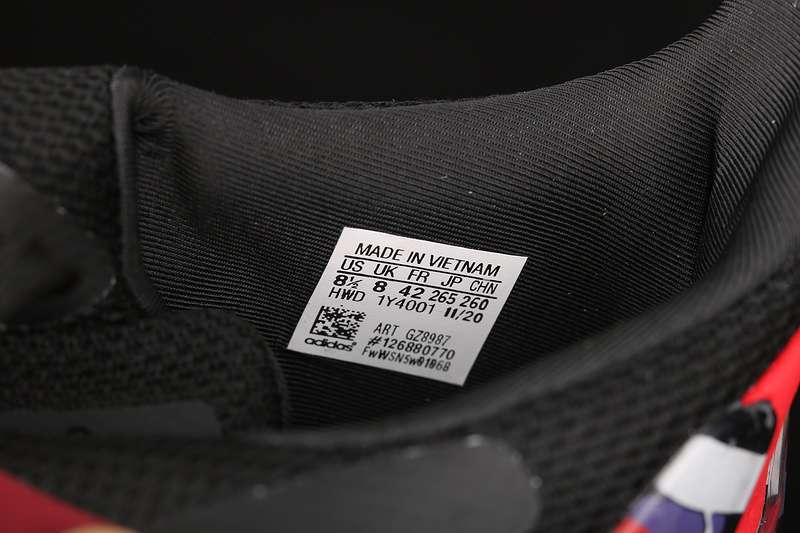 MADE IN VIETNAM
US UK FR JP CHN
8½ 8 42 265 260
HWD 1Y4001 11/20
ART GZ8987
#126880770
adidas